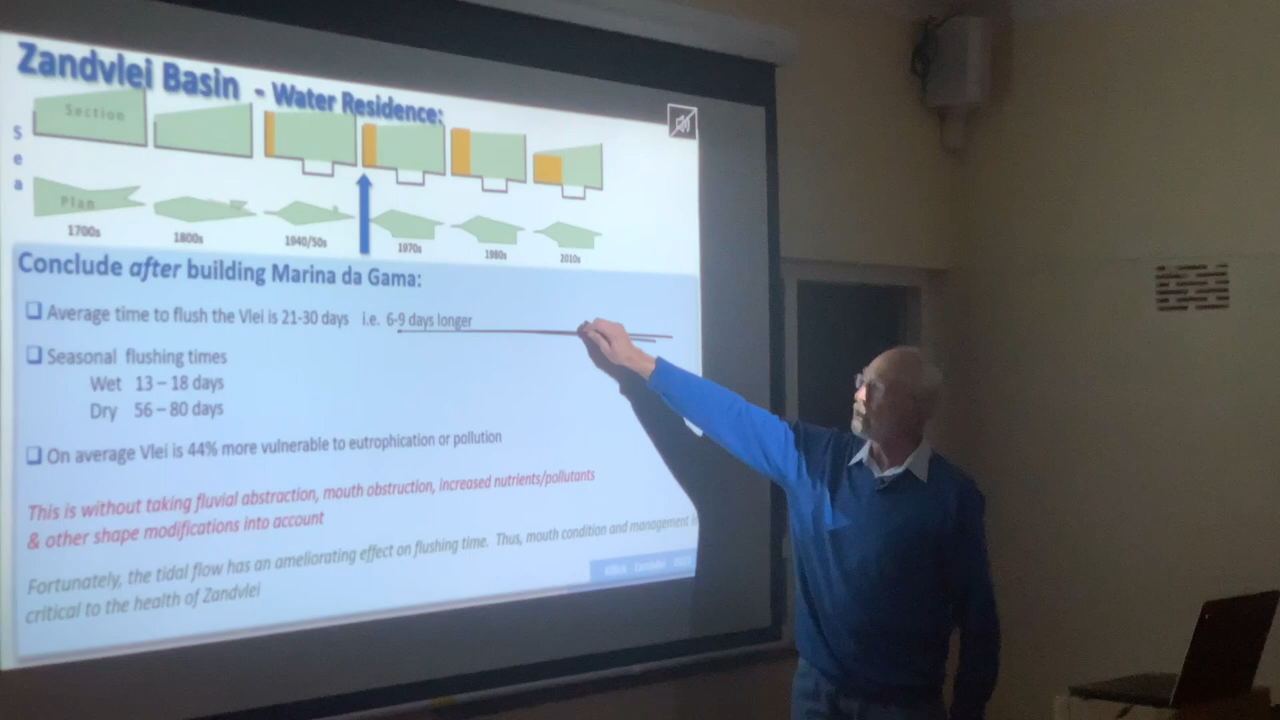 Zandvlei Basin - Water Residence:
Section
Sea
Plan
1700s 1800s 1940/50s 1970s 1980s 2010s
Conclude after building Marina da Gama:
Average time to flush the Vlei is 21-30 days i.e. 6-9 days longer
Seasonal flushing times
Wet 13 – 18 days
Dry 56 – 80 days
On average Vlei is 44% more vulnerable to eutrophication or pollution
This is without taking fluvial abstraction, mouth obstruction, increased nutrients/pollutants
& other shape modifications into account
Fortunately, the tidal flow has an ameliorating effect on flushing time. Thus, mouth condition and management is
critical to the health of Zandvlei